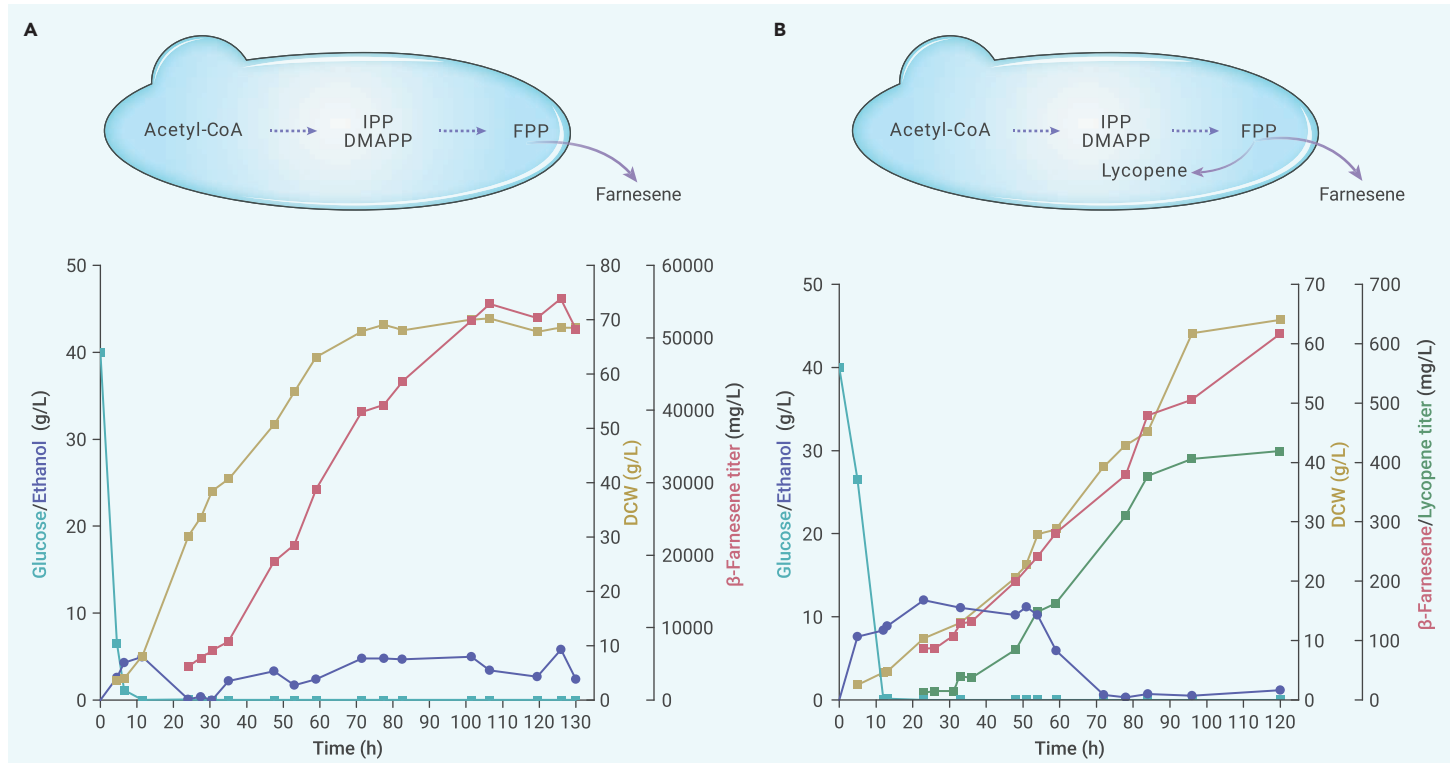 A
Acetyl-CoA
IPP
DMAPP
FPP
Farnesene
50
40
30
20
10
0
Glucose/Ethanol (g/L)
0 10 20 30 40 50 60 70 80 90 100 110 120 130
Time (h)
80
70
60
50
40
30
20
10
0
DCW (g/L)
60000
50000
40000
30000
20000
10000
0
β-Farnesene titer (mg/L)
B
Acetyl-CoA
IPP
DMAPP
FPP
Lycopene
Farnesene
50
40
30
20
10
0
Glucose/Ethanol (g/L)
0 10 20 30 40 50 60 70 80 90 100 110 120
Time (h)
70
60
50
40
30
20
10
0
DCW (g/L)
700
600
500
400
300
200
100
0
β-Farnesene/Lycopene titer (mg/L)